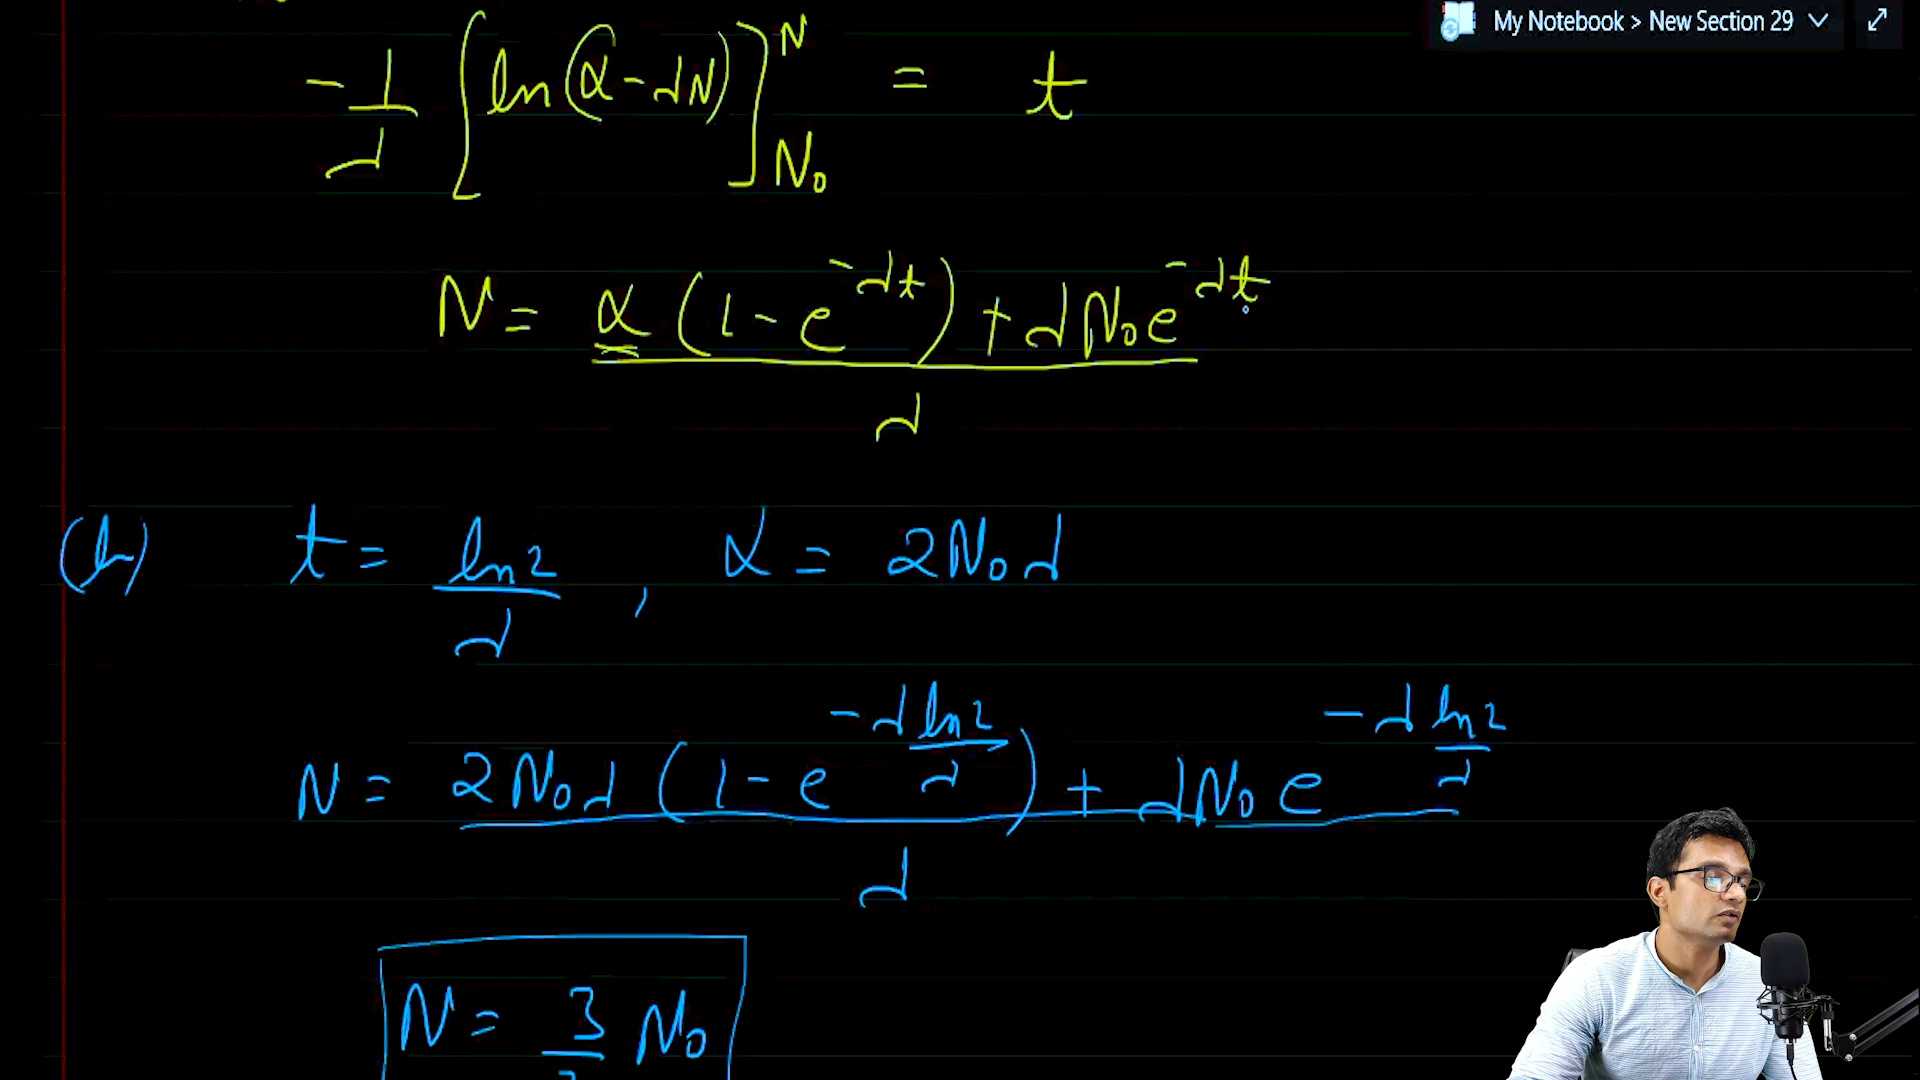 My Notebook > New Section 29
-1/λ [ln(α-λN)]_{N₀}^{N} = t
N = (α(1-e^{-λt}) + λN₀e^{-λt})/λ
(b) t = ln2/λ , α = 2N₀λ
N = (2N₀λ(1-e^{-λ ln2/λ}) + λN₀e^{-λ ln2/λ})/λ
N = 3/ N₀